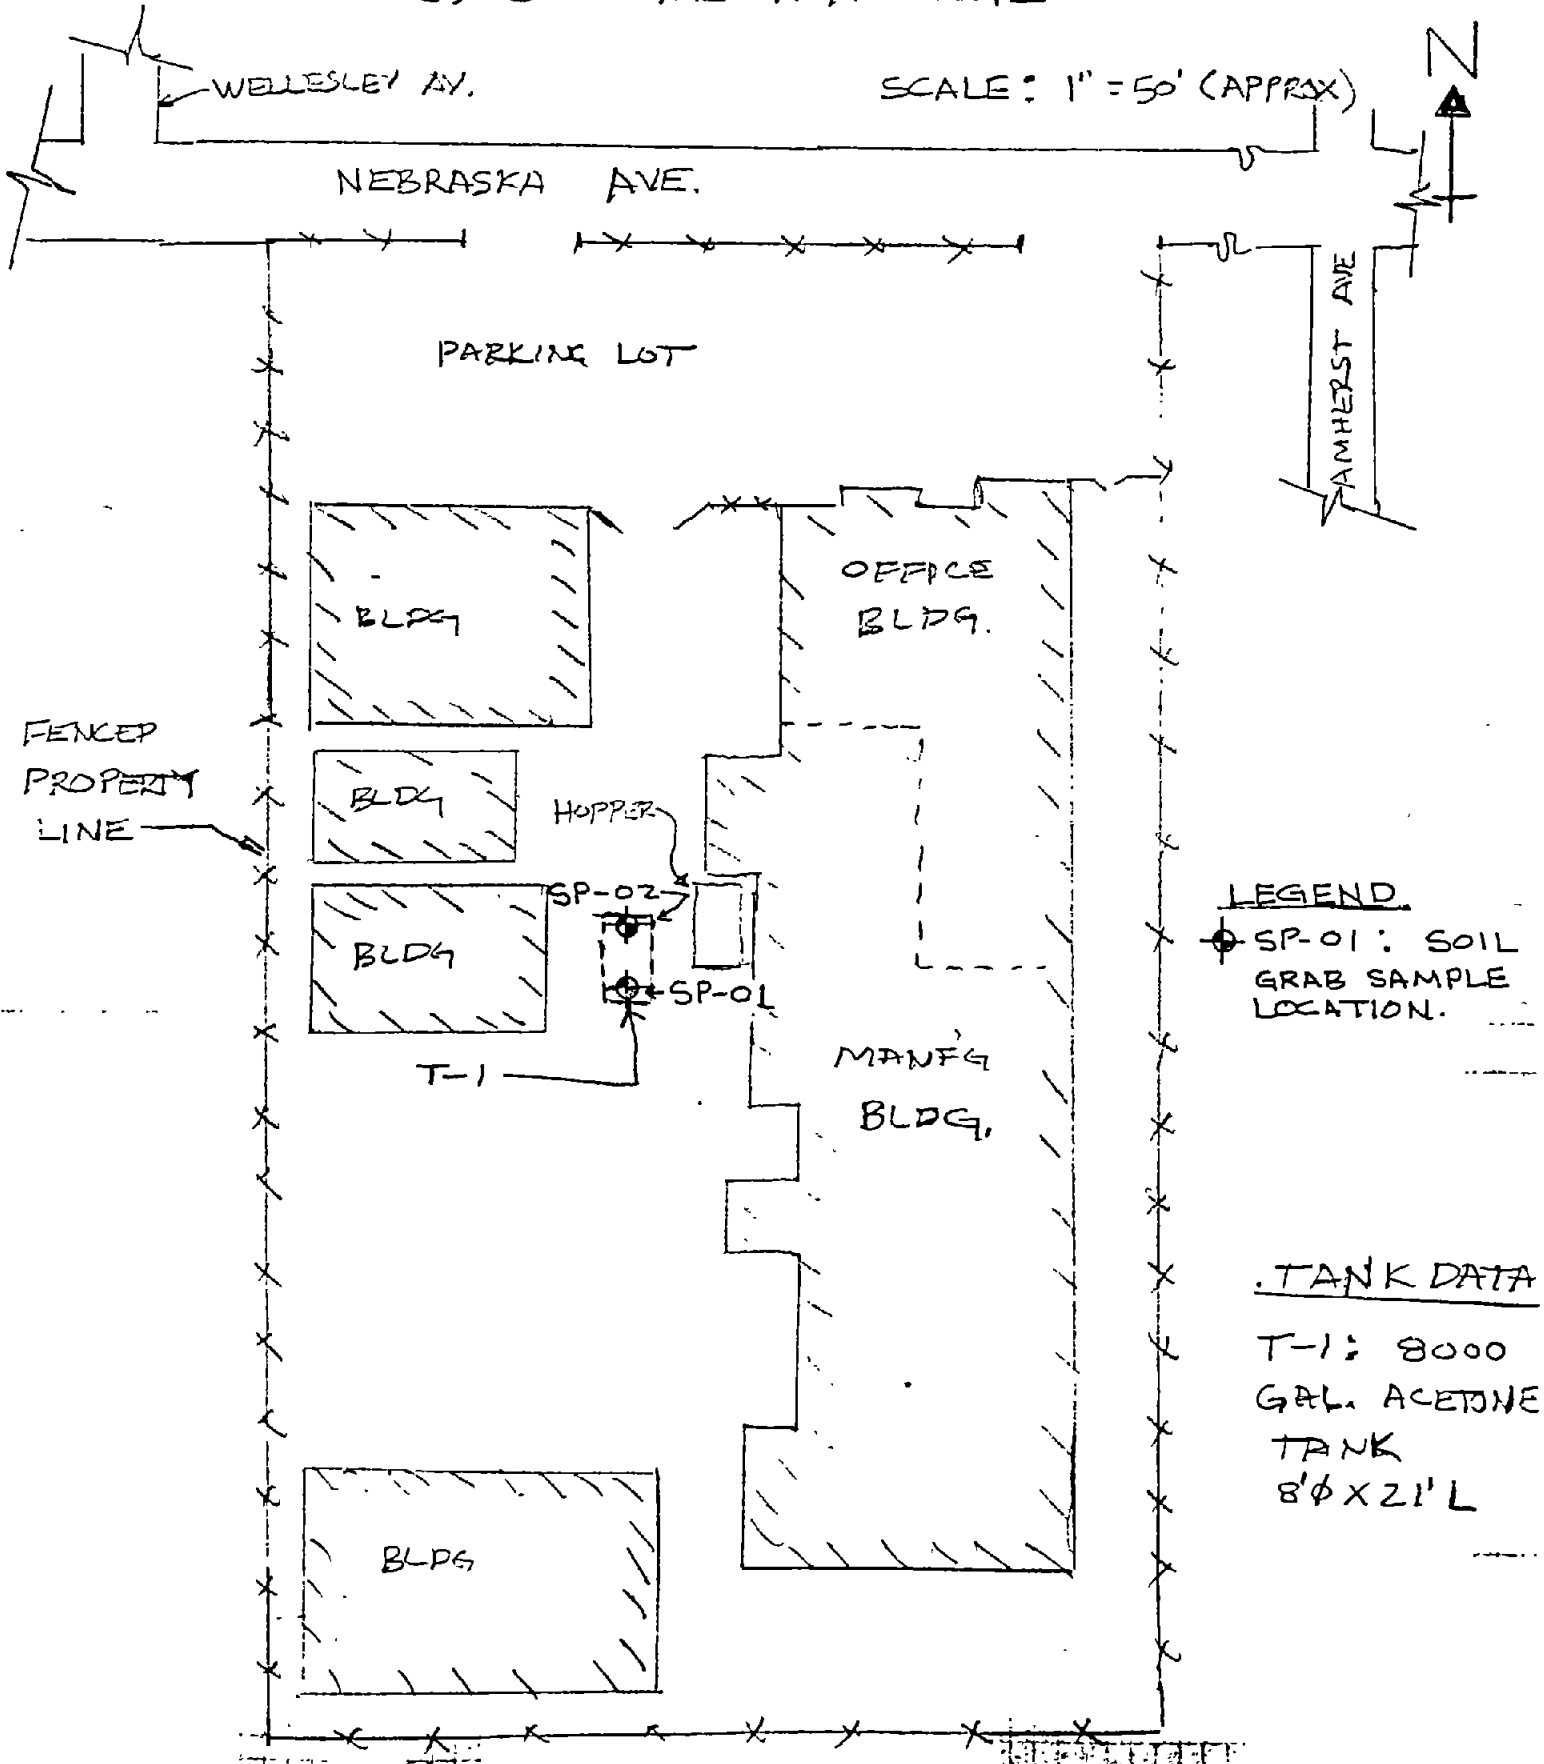 WELLESLEY AV.
SCALE: 1" = 50' (APPROX)
N
NEBRASKA AVE.
AMHERST AVE
PARKING LOT
OFFICE
BLDG.
BLDG
FENCED
PROPERTY
LINE
BLDG
HOPPER
SP-02
BLDG
SP-01
T-1
MANF'G
BLDG.
LEGEND
SP-01: SOIL
GRAB SAMPLE
LOCATION.
TANK DATA
T-1: 8000
GAL. ACETONE
TANK
8'ϕ X 21' L
BLDG